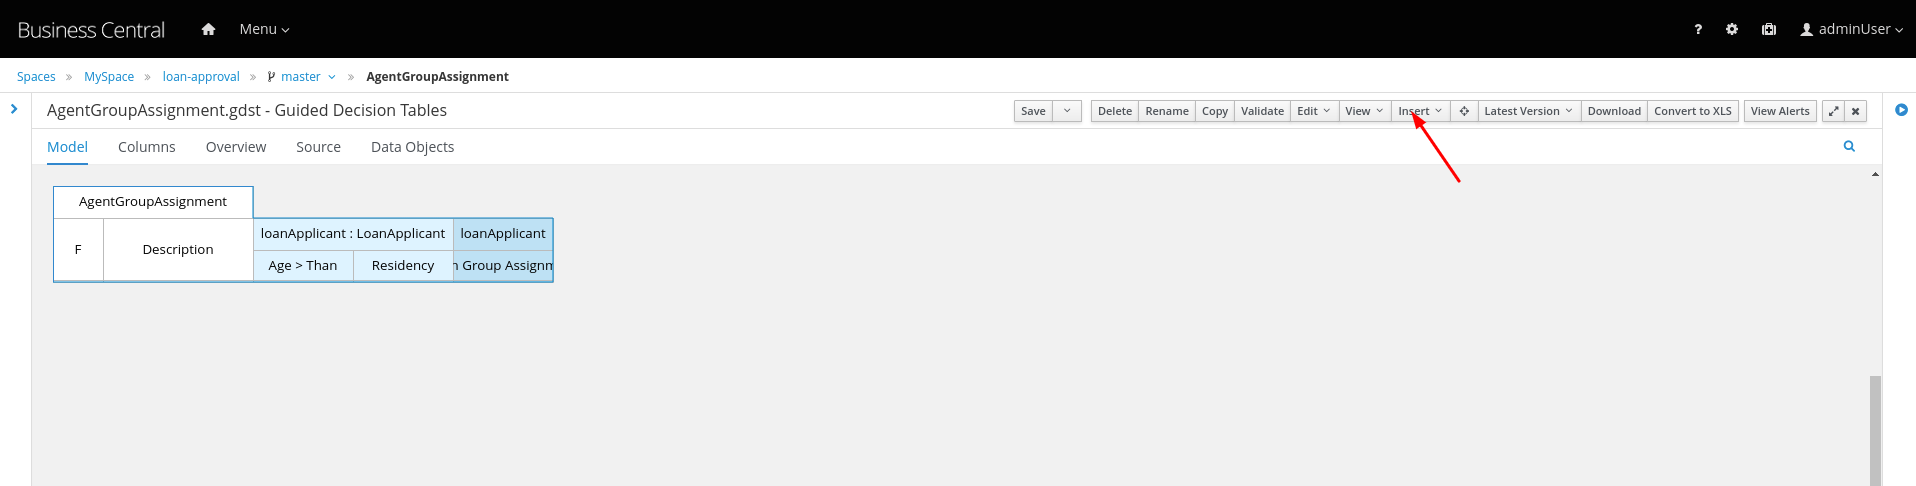 Business Central Menu ? adminUser
Spaces » MySpace » loan-approval » master » AgentGroupAssignment
AgentGroupAssignment.gdst - Guided Decision Tables Save Delete Rename Copy Validate Edit View Insert Latest Version Download Convert to XLS View Alerts
Model Columns Overview Source Data Objects
AgentGroupAssignment
F Description
loanApplicant : LoanApplicant loanApplicant
Age > Than Residency Group Assignm